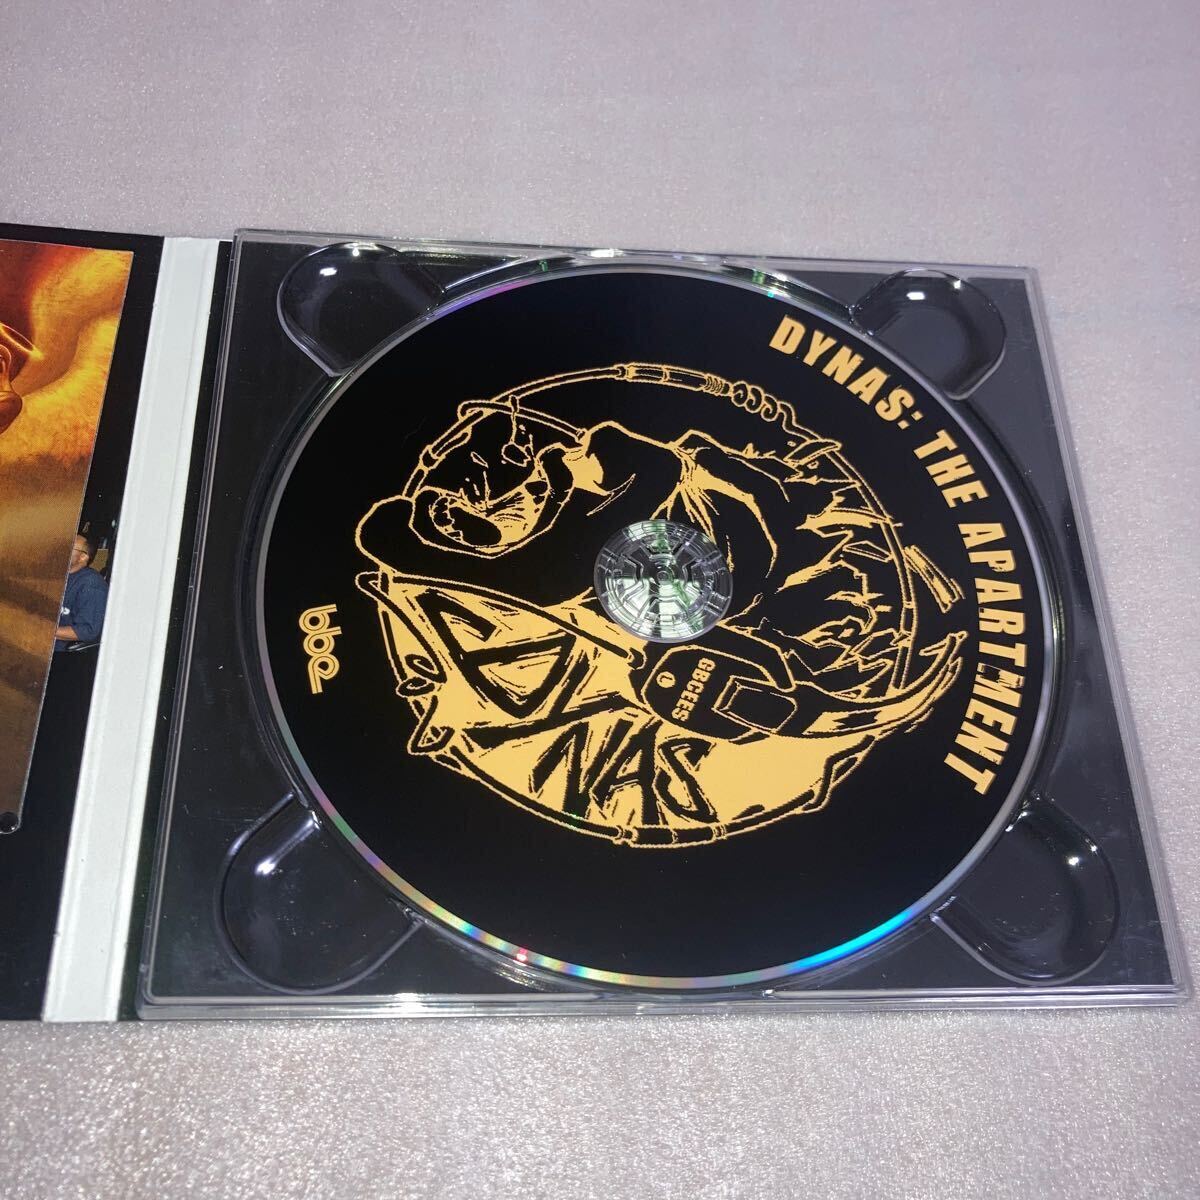 DYNAS: THE APARTMENT
DYNAS
GBCEES
bbe